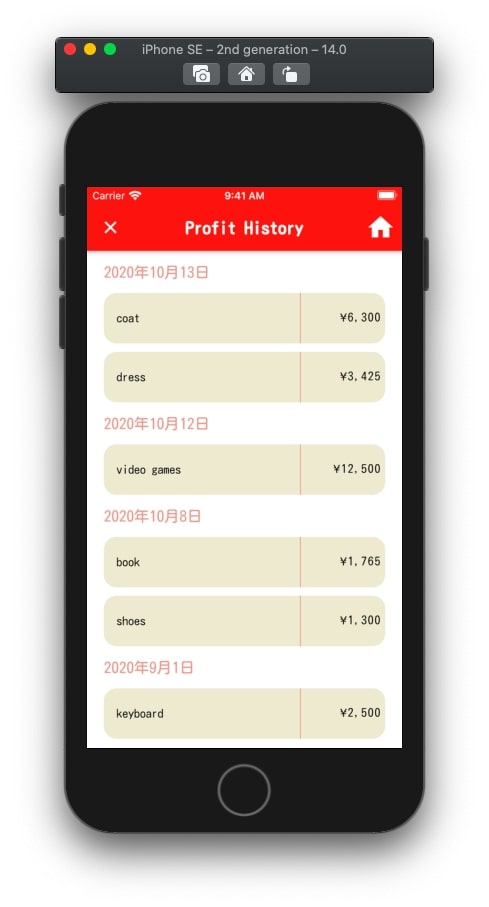 iPhone SE – 2nd generation – 14.0
Carrier 9:41 AM
Profit History
2020年10月13日
coat ¥6,300
dress ¥3,425
2020年10月12日
video games ¥12,500
2020年10月8日
book ¥1,765
shoes ¥1,300
2020年9月1日
keyboard ¥2,500